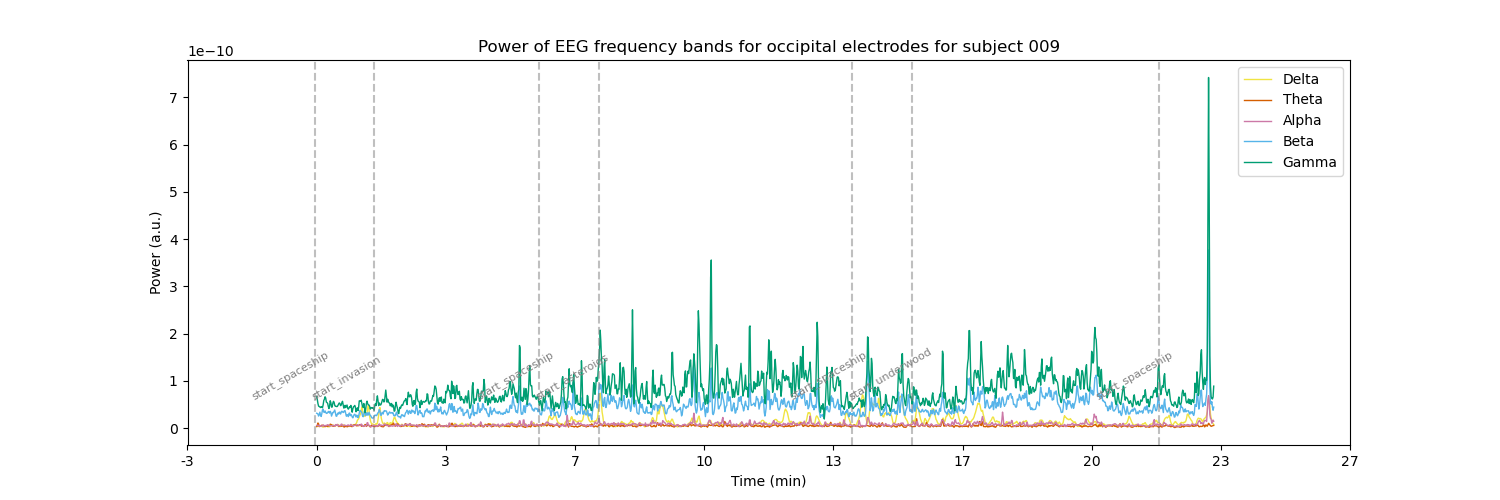 Power of EEG frequency bands for occipital electrodes for subject 009
1e−10
7
6
5
4
3
2
1
0
Power (a.u.)
start_spaceship
start_invasion
start_spaceship
start_asteroids
start_spaceship
start_underwood
start_spaceship
Delta
Theta
Alpha
Beta
Gamma
-3
0
3
7
10
13
17
20
23
27
Time (min)